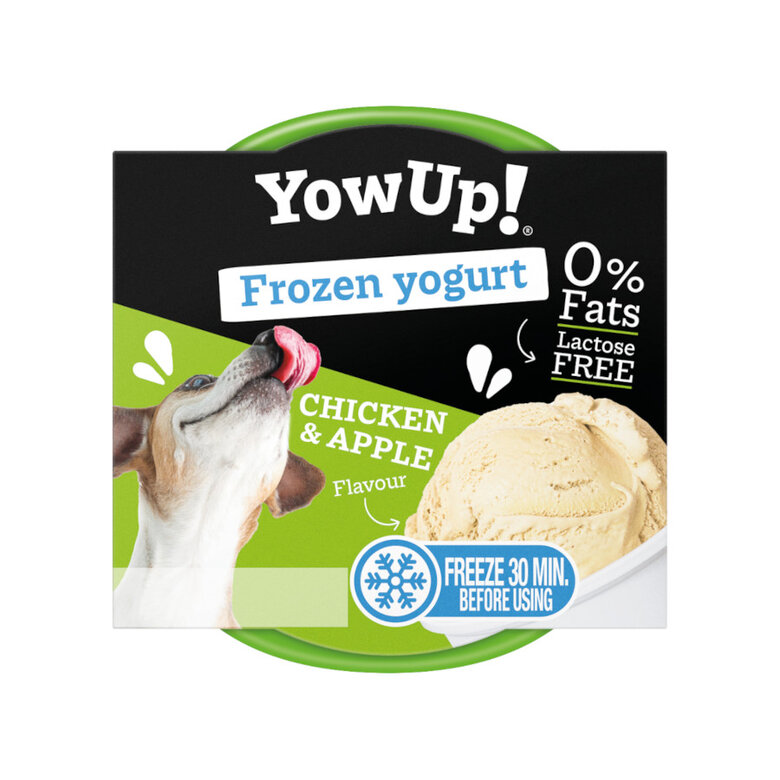 YowUp!®
Frozen yogurt
0%
Fats
Lactose
FREE
CHICKEN
& APPLE
Flavour
FREEZE 30 MIN.
BEFORE USING